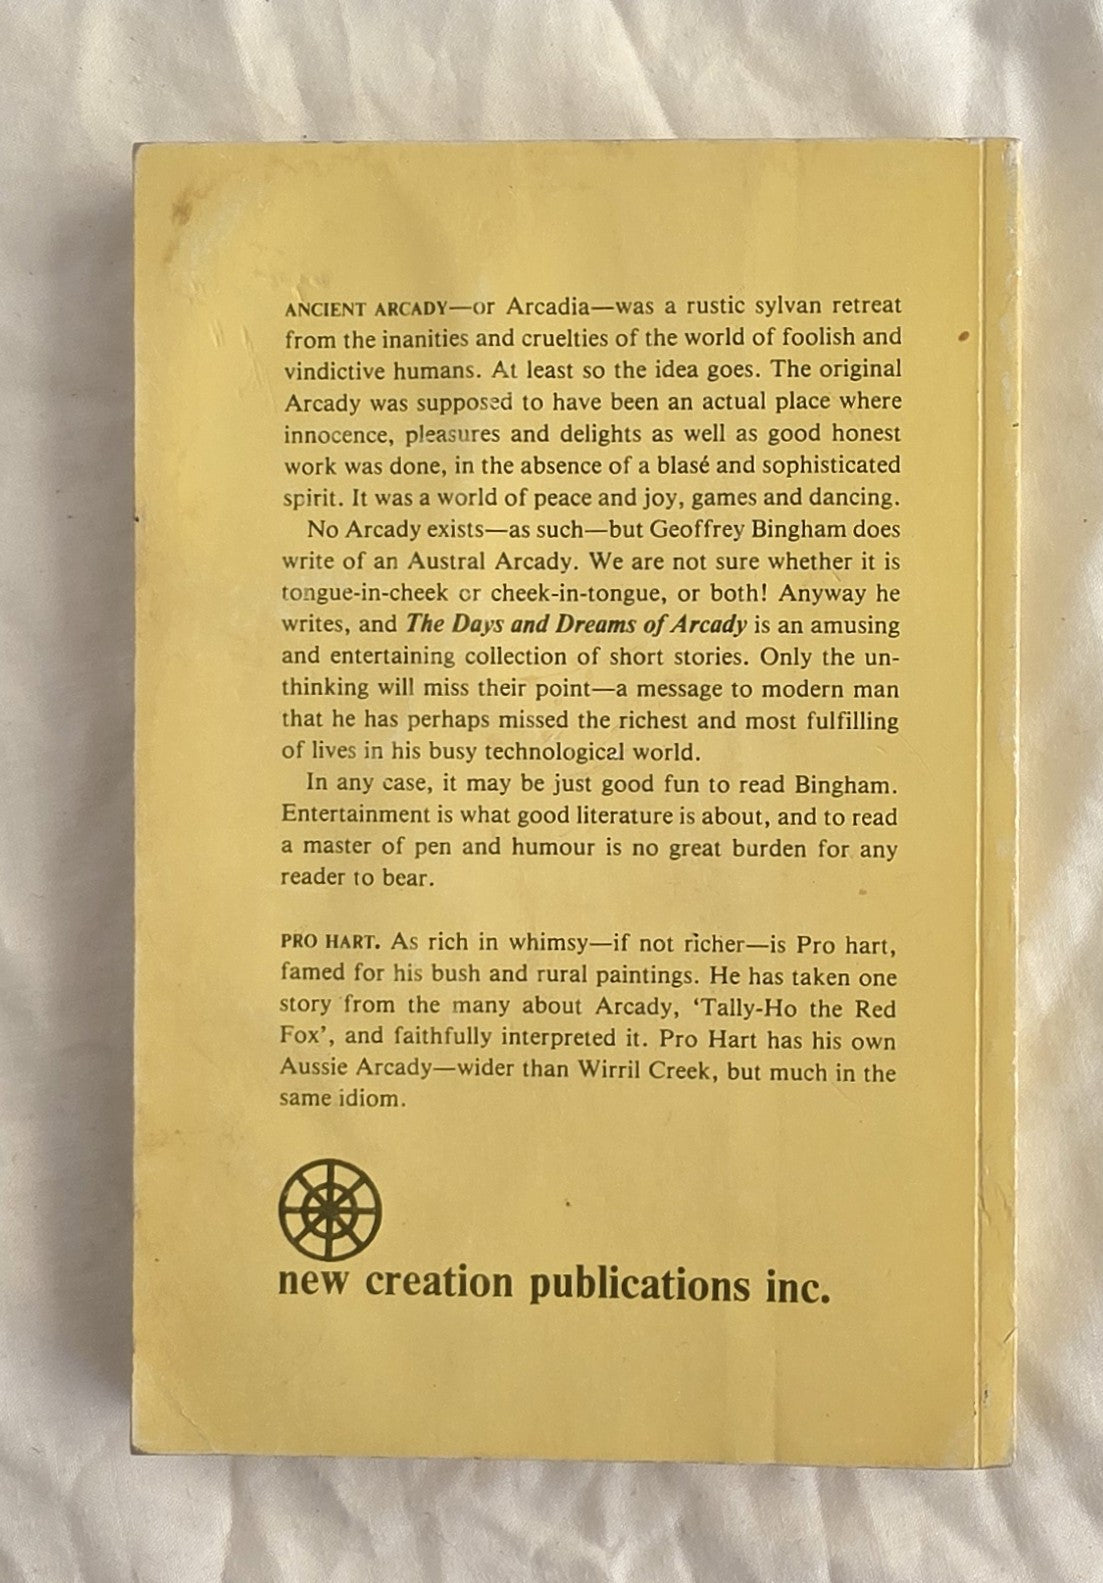 ANCIENT ARCADY—or Arcadia—was a rustic sylvan retreat
from the inanities and cruelties of the world of foolish and
vindictive humans. At least so the idea goes. The original
Arcady was supposed to have been an actual place where
innocence, pleasures and delights as well as good honest
work was done, in the absence of a blasé and sophisticated
spirit. It was a world of peace and joy, games and dancing.
No Arcady exists—as such—but Geoffrey Bingham does
write of an Austral Arcady. We are not sure whether it is
tongue-in-cheek or cheek-in-tongue, or both! Anyway he
writes, and The Days and Dreams of Arcady is an amusing
and entertaining collection of short stories. Only the un-
thinking will miss their point—a message to modern man
that he has perhaps missed the richest and most fulfilling
of lives in his busy technological world.
In any case, it may be just good fun to read Bingham.
Entertainment is what good literature is about, and to read
a master of pen and humour is no great burden for any
reader to bear.
PRO HART. As rich in whimsy—if not richer—is Pro hart,
famed for his bush and rural paintings. He has taken one
story from the many about Arcady, ‘Tally-Ho the Red
Fox’, and faithfully interpreted it. Pro Hart has his own
Aussie Arcady—wider than Wirril Creek, but much in the
same idiom.
new creation publications inc.